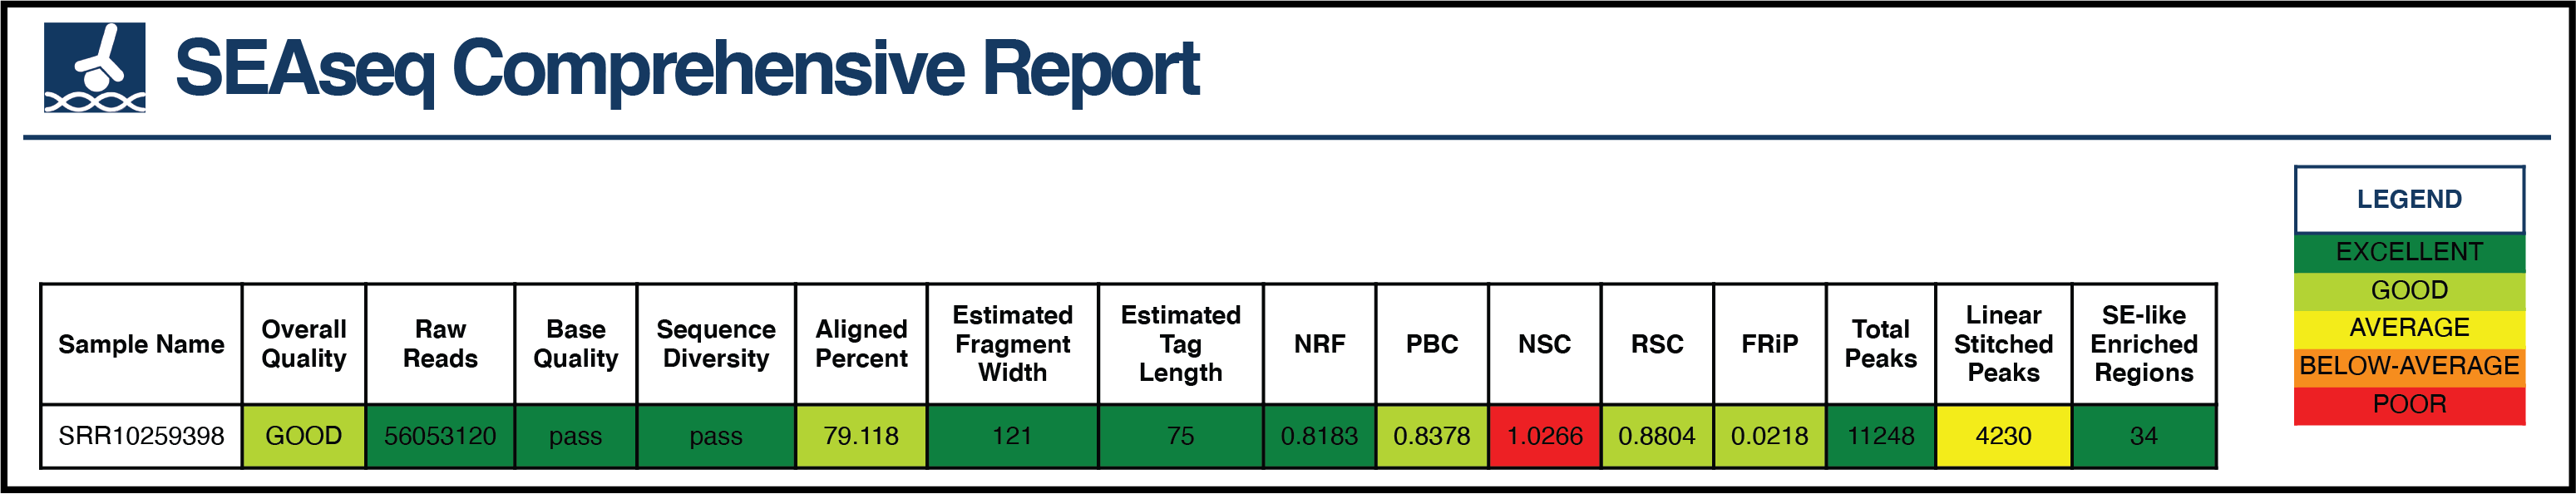 SEAseq Comprehensive Report
LEGEND
EXCELLENT
GOOD
AVERAGE
BELOW-AVERAGE
POOR
Sample Name
Overall
Quality
Raw
Reads
Base
Quality
Sequence
Diversity
Aligned
Percent
Estimated
Fragment
Width
Estimated
Tag
Length
NRF
PBC
NSC
RSC
FRiP
Total
Peaks
Linear
Stitched
Peaks
SE-like
Enriched
Regions
SRR10259398
GOOD
56053120
pass
pass
79.118
121
75
0.8183
0.8378
1.0266
0.8804
0.0218
11248
4230
34